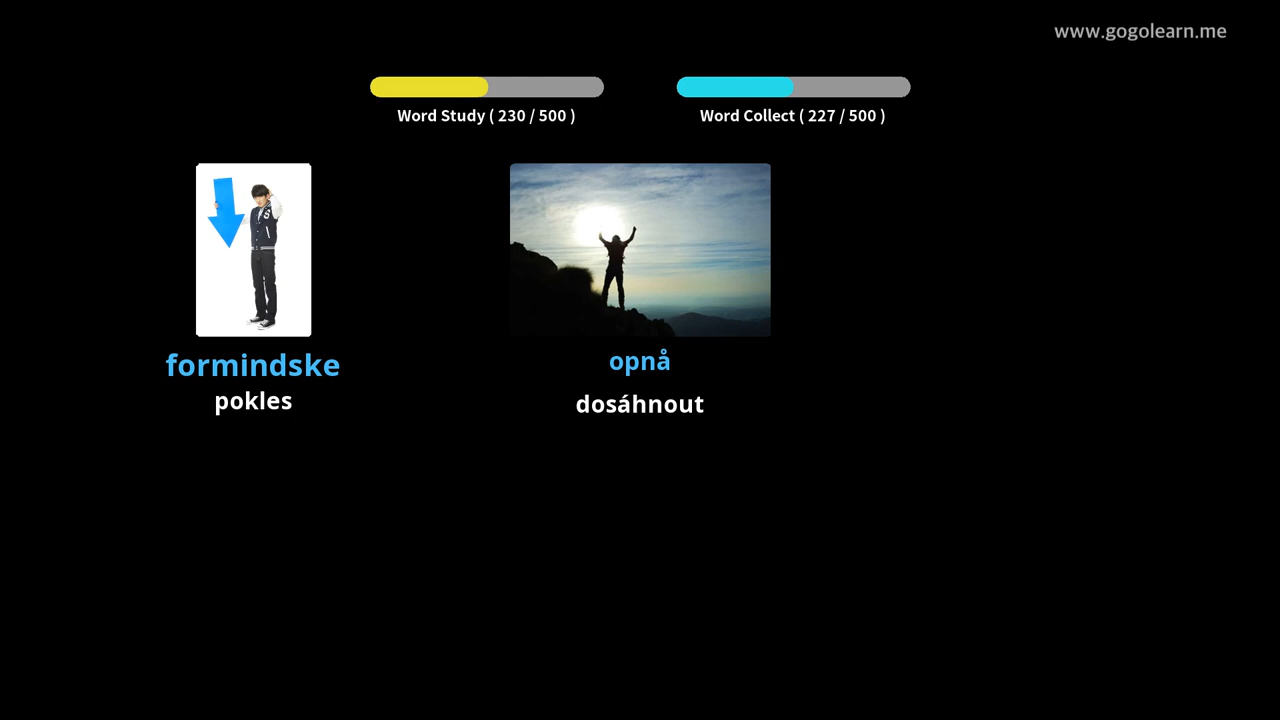 www.gogolearn.me
Word Study ( 230 / 500 )
Word Collect ( 227 / 500 )
formindske
pokles
opnå
dosáhnout